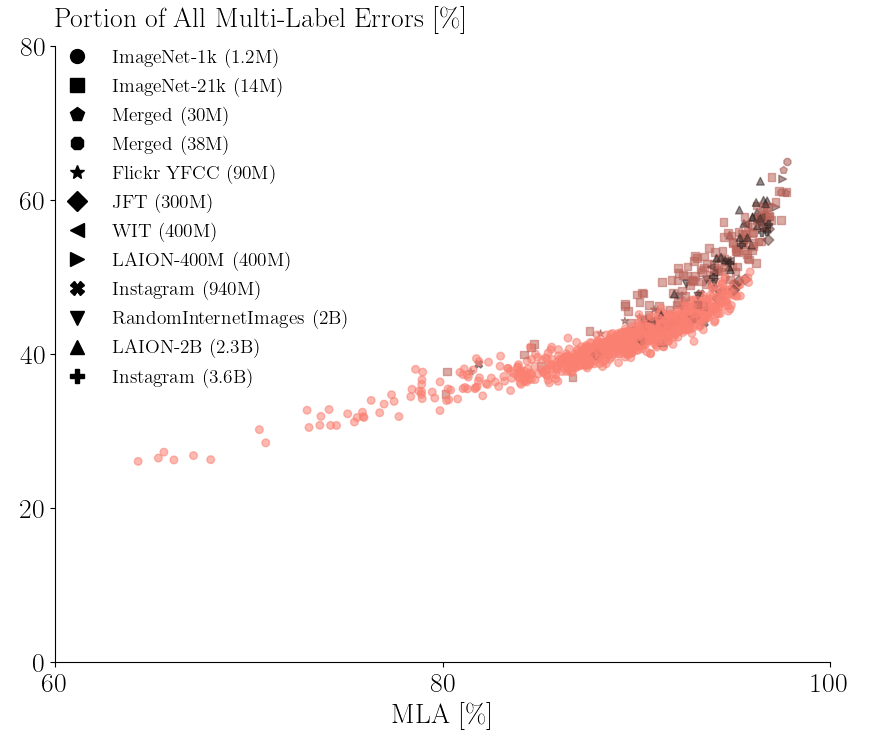 Portion of All Multi-Label Errors [%]
80
60
40
20
0
ImageNet-1k (1.2M)
ImageNet-21k (14M)
Merged (30M)
Merged (38M)
Flickr YFCC (90M)
JFT (300M)
WIT (400M)
LAION-400M (400M)
Instagram (940M)
RandomInternetImages (2B)
LAION-2B (2.3B)
Instagram (3.6B)
60
80
100
MLA [%]